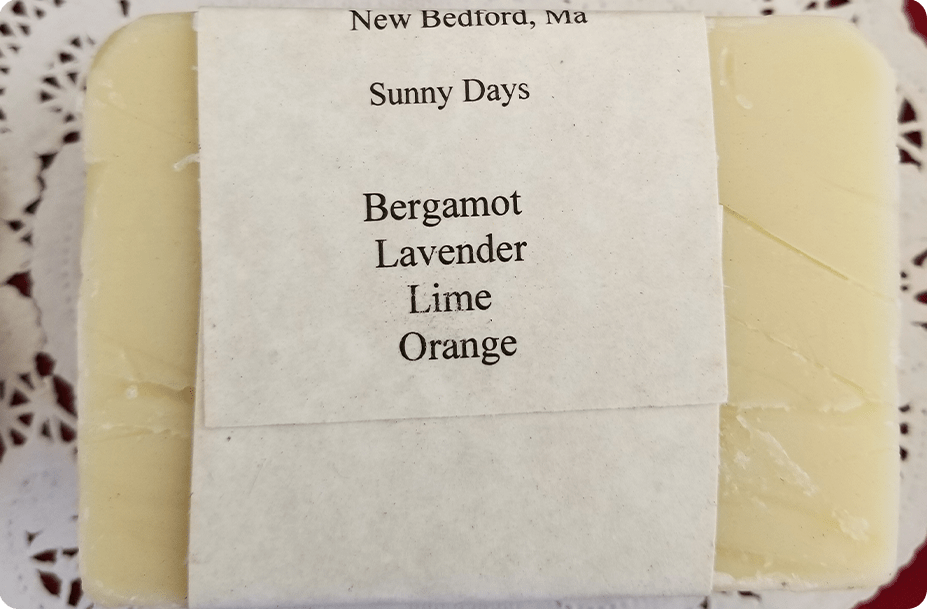 New Bedford, Ma
Sunny Days
Bergamot
Lavender
Lime
Orange